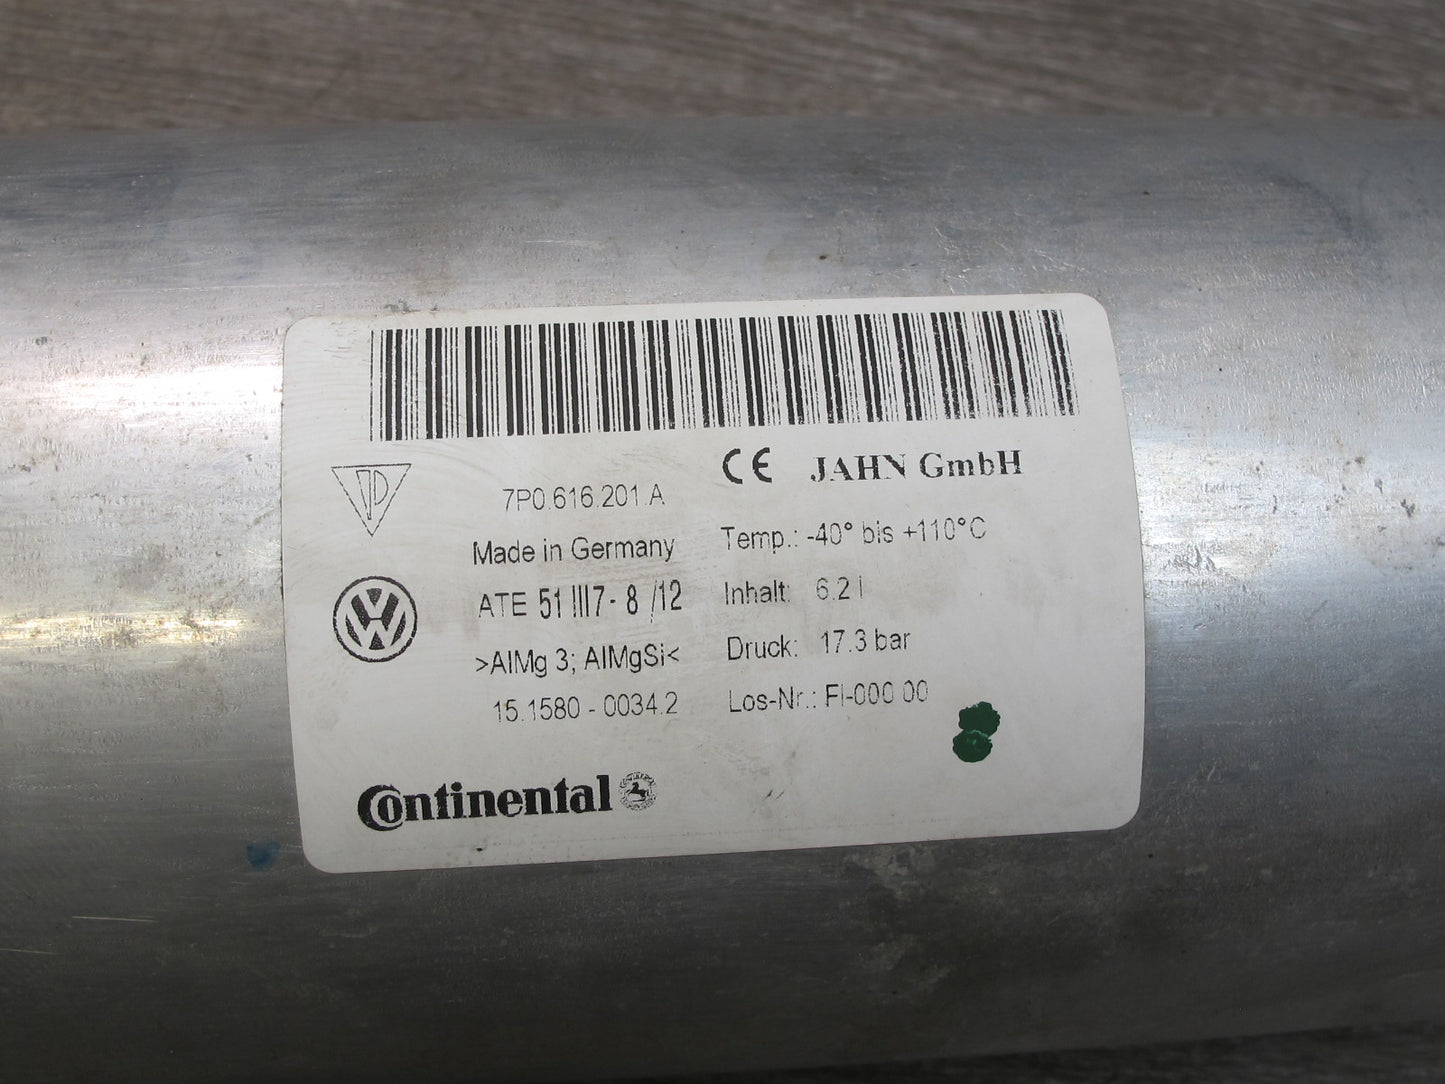 7P0.616.201.A
Made in Germany
ATE 51 III7- 8 /12
>AlMg 3; AlMgSi<
15.1580 - 0034.2
CE JAHN GmbH
Temp.: -40° bis +110°C
Inhalt: 6.2 l
Druck: 17.3 bar
Los-Nr.: FI-000 00
Continental